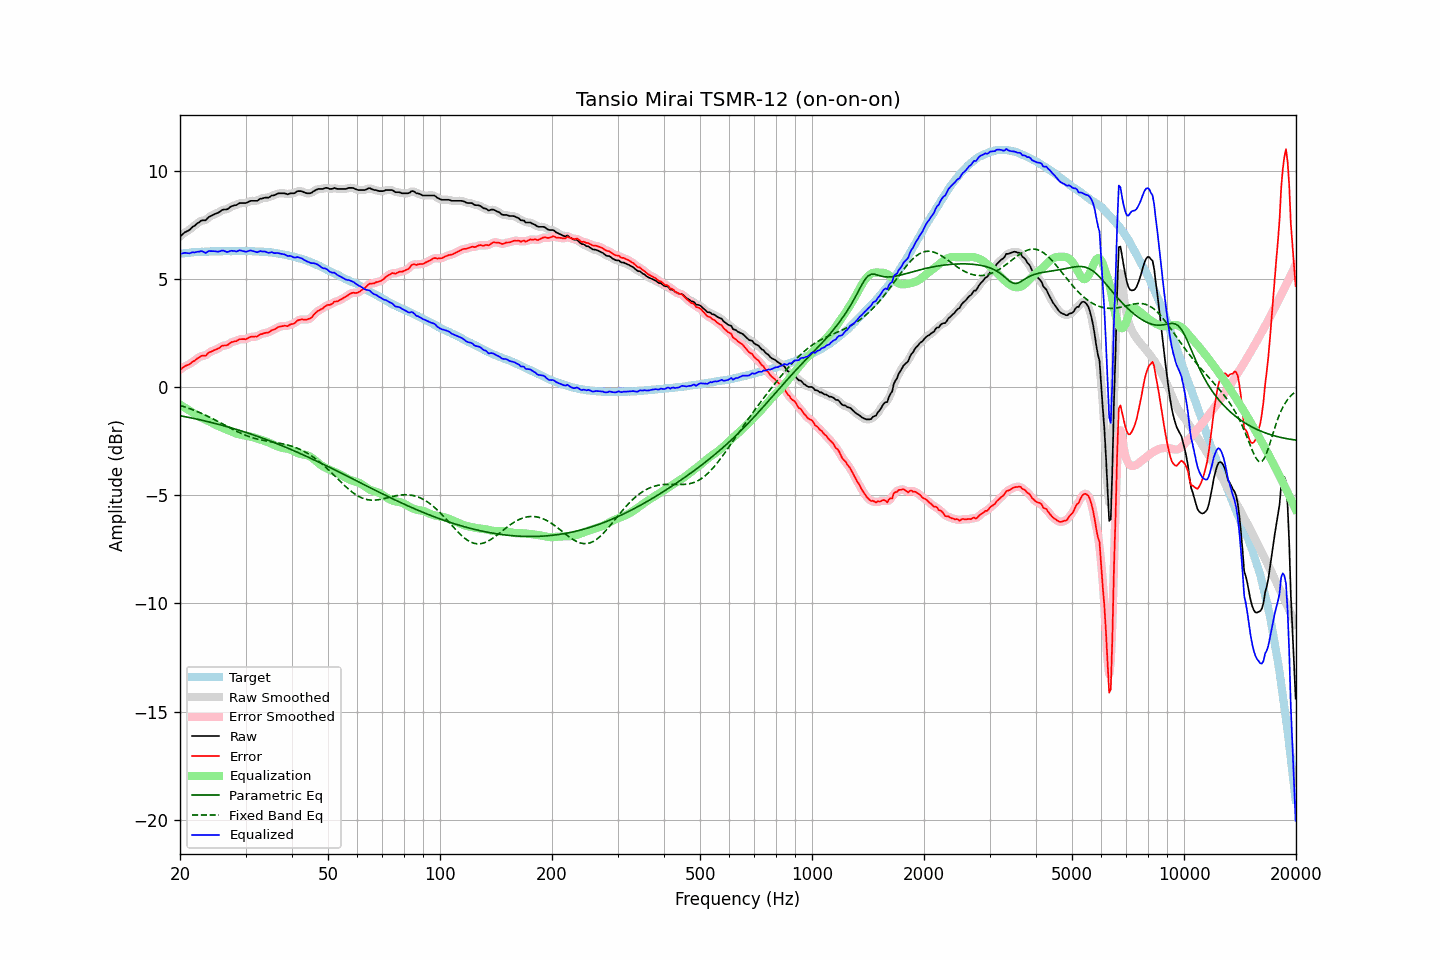 Tansio Mirai TSMR-12 (on-on-on)
Amplitude (dBr)
10
5
0
−5
−10
−15
−20
Target
Raw Smoothed
Error Smoothed
Raw
Error
Equalization
Parametric Eq
Fixed Band Eq
Equalized
20 50 100 200 500 1000 2000 5000 10000 20000
Frequency (Hz)